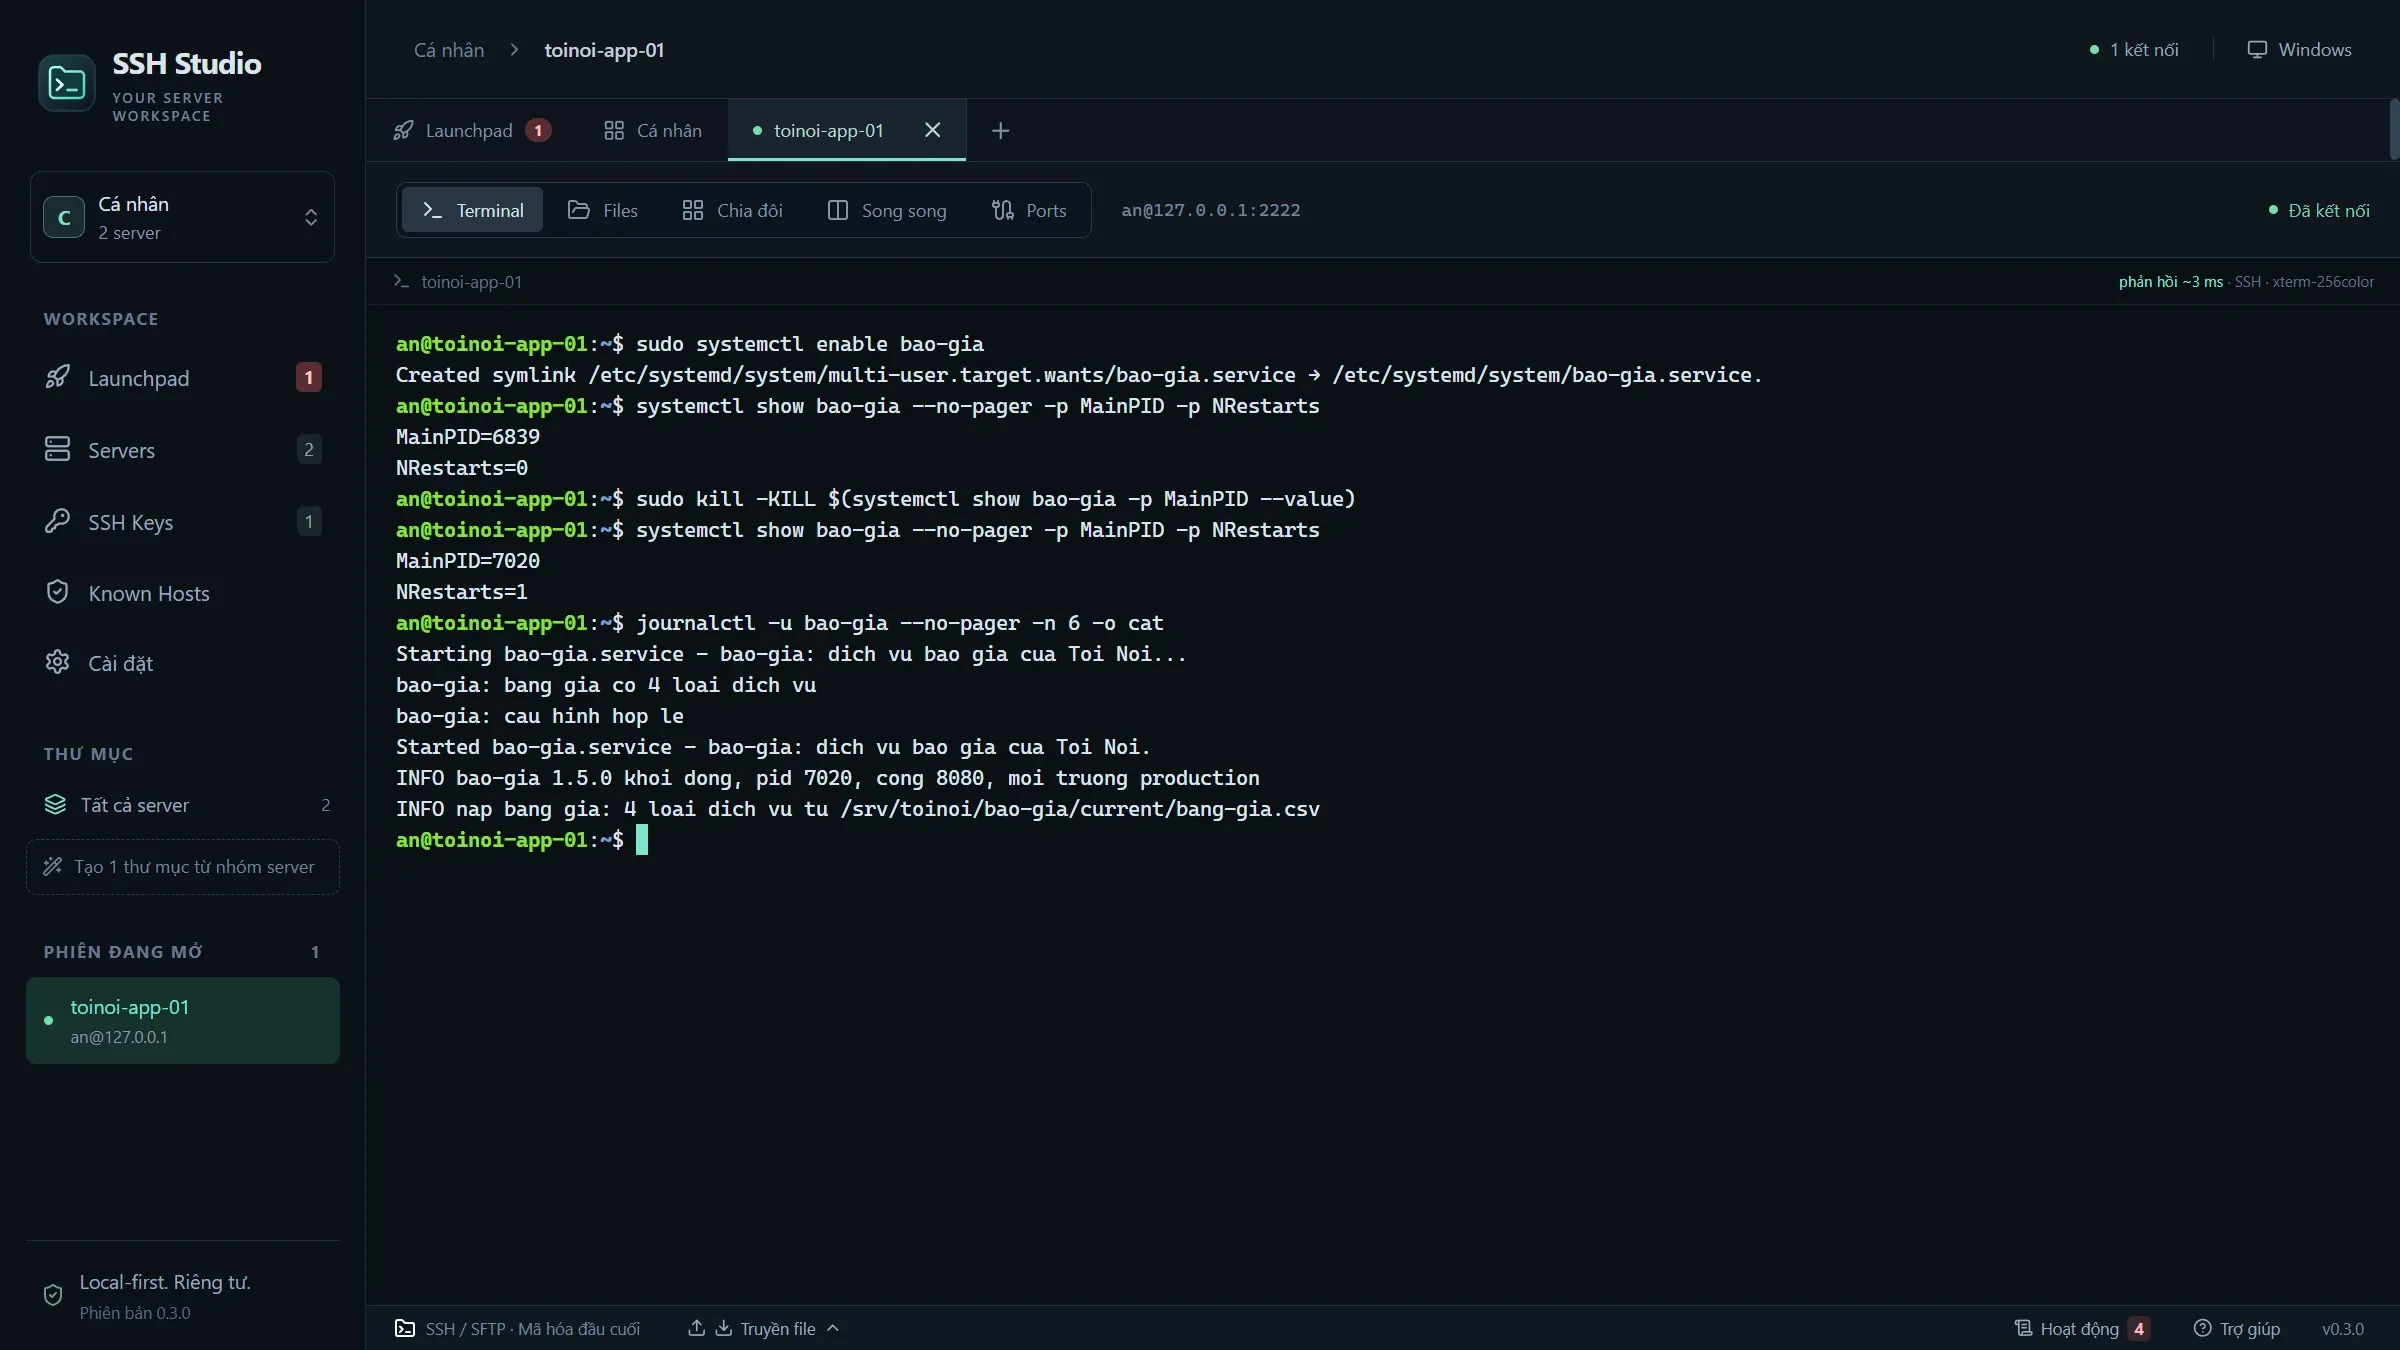 SSH Studio
YOUR SERVER
WORKSPACE
C
Cá nhân
2 server
WORKSPACE
Launchpad 1
Servers 2
SSH Keys 1
Known Hosts
Cài đặt
THƯ MỤC
Tất cả server 2
Tạo 1 thư mục từ nhóm server
PHIÊN ĐANG MỞ 1
toinoi-app-01
an@127.0.0.1
Local-first. Riêng tư.
Phiên bản 0.3.0
Cá nhân > toinoi-app-01
1 kết nối
Windows
Launchpad 1
Cá nhân
toinoi-app-01
Terminal
Files
Chia đôi
Song song
Ports
an@127.0.0.1:2222
Đã kết nối
toinoi-app-01
phản hồi ~3 ms · SSH · xterm-256color
an@toinoi-app-01:~$ sudo systemctl enable bao-gia
Created symlink /etc/systemd/system/multi-user.target.wants/bao-gia.service → /etc/systemd/system/bao-gia.service.
an@toinoi-app-01:~$ systemctl show bao-gia --no-pager -p MainPID -p NRestarts
MainPID=6839
NRestarts=0
an@toinoi-app-01:~$ sudo kill -KILL $(systemctl show bao-gia -p MainPID --value)
an@toinoi-app-01:~$ systemctl show bao-gia --no-pager -p MainPID -p NRestarts
MainPID=7020
NRestarts=1
an@toinoi-app-01:~$ journalctl -u bao-gia --no-pager -n 6 -o cat
Starting bao-gia.service - bao-gia: dich vu bao gia cua Toi Noi...
bao-gia: bang gia co 4 loai dich vu
bao-gia: cau hinh hop le
Started bao-gia.service - bao-gia: dich vu bao gia cua Toi Noi.
INFO bao-gia 1.5.0 khoi dong, pid 7020, cong 8080, moi truong production
INFO nap bang gia: 4 loai dich vu tu /srv/toinoi/bao-gia/current/bang-gia.csv
an@toinoi-app-01:~$
SSH / SFTP · Mã hóa đầu cuối
Truyền file
Hoạt động 4
Trợ giúp
v0.3.0